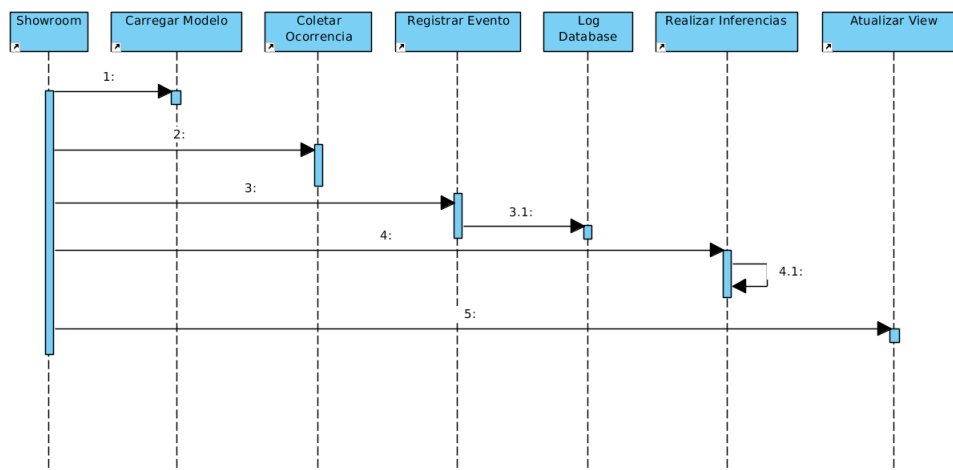 Showroom
Carregar Modelo
Coletar
Ocorrencia
Registrar Evento
Log
Database
Realizar Inferencias
Atualizar View
1:
2:
3:
3.1:
4:
4.1:
5: